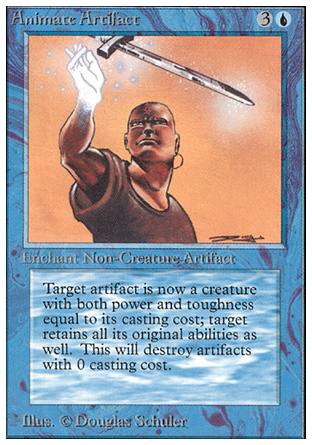 Animate Artifact 3
Enchant Non-Creature Artifact
Target artifact is now a creature
with both power and toughness
equal to its casting cost; target
retains all its original abilities as
well. This will destroy artifacts
with 0 casting cost.
Illus. © Douglas Schuler